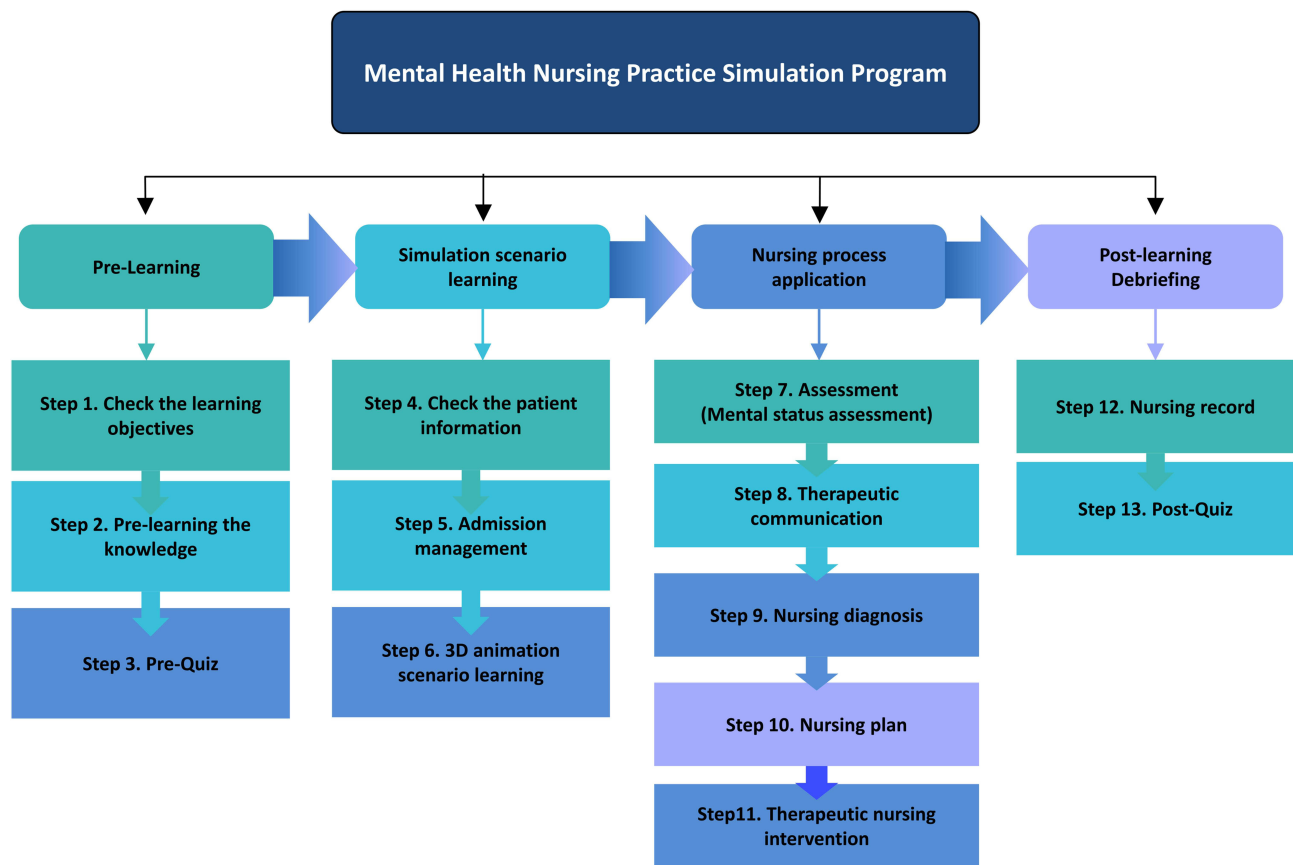 Mental Health Nursing Practice Simulation Program
Pre-Learning
Simulation scenario
learning
Nursing process
application
Post-learning
Debriefing
Step 1. Check the learning
objectives
Step 2. Pre-learning the
knowledge
Step 3. Pre-Quiz
Step 4. Check the patient
information
Step 5. Admission
management
Step 6. 3D animation
scenario learning
Step 7. Assessment
(Mental status assessment)
Step 8. Therapeutic
communication
Step 9. Nursing diagnosis
Step 10. Nursing plan
Step11. Therapeutic nursing
intervention
Step 12. Nursing record
Step 13. Post-Quiz